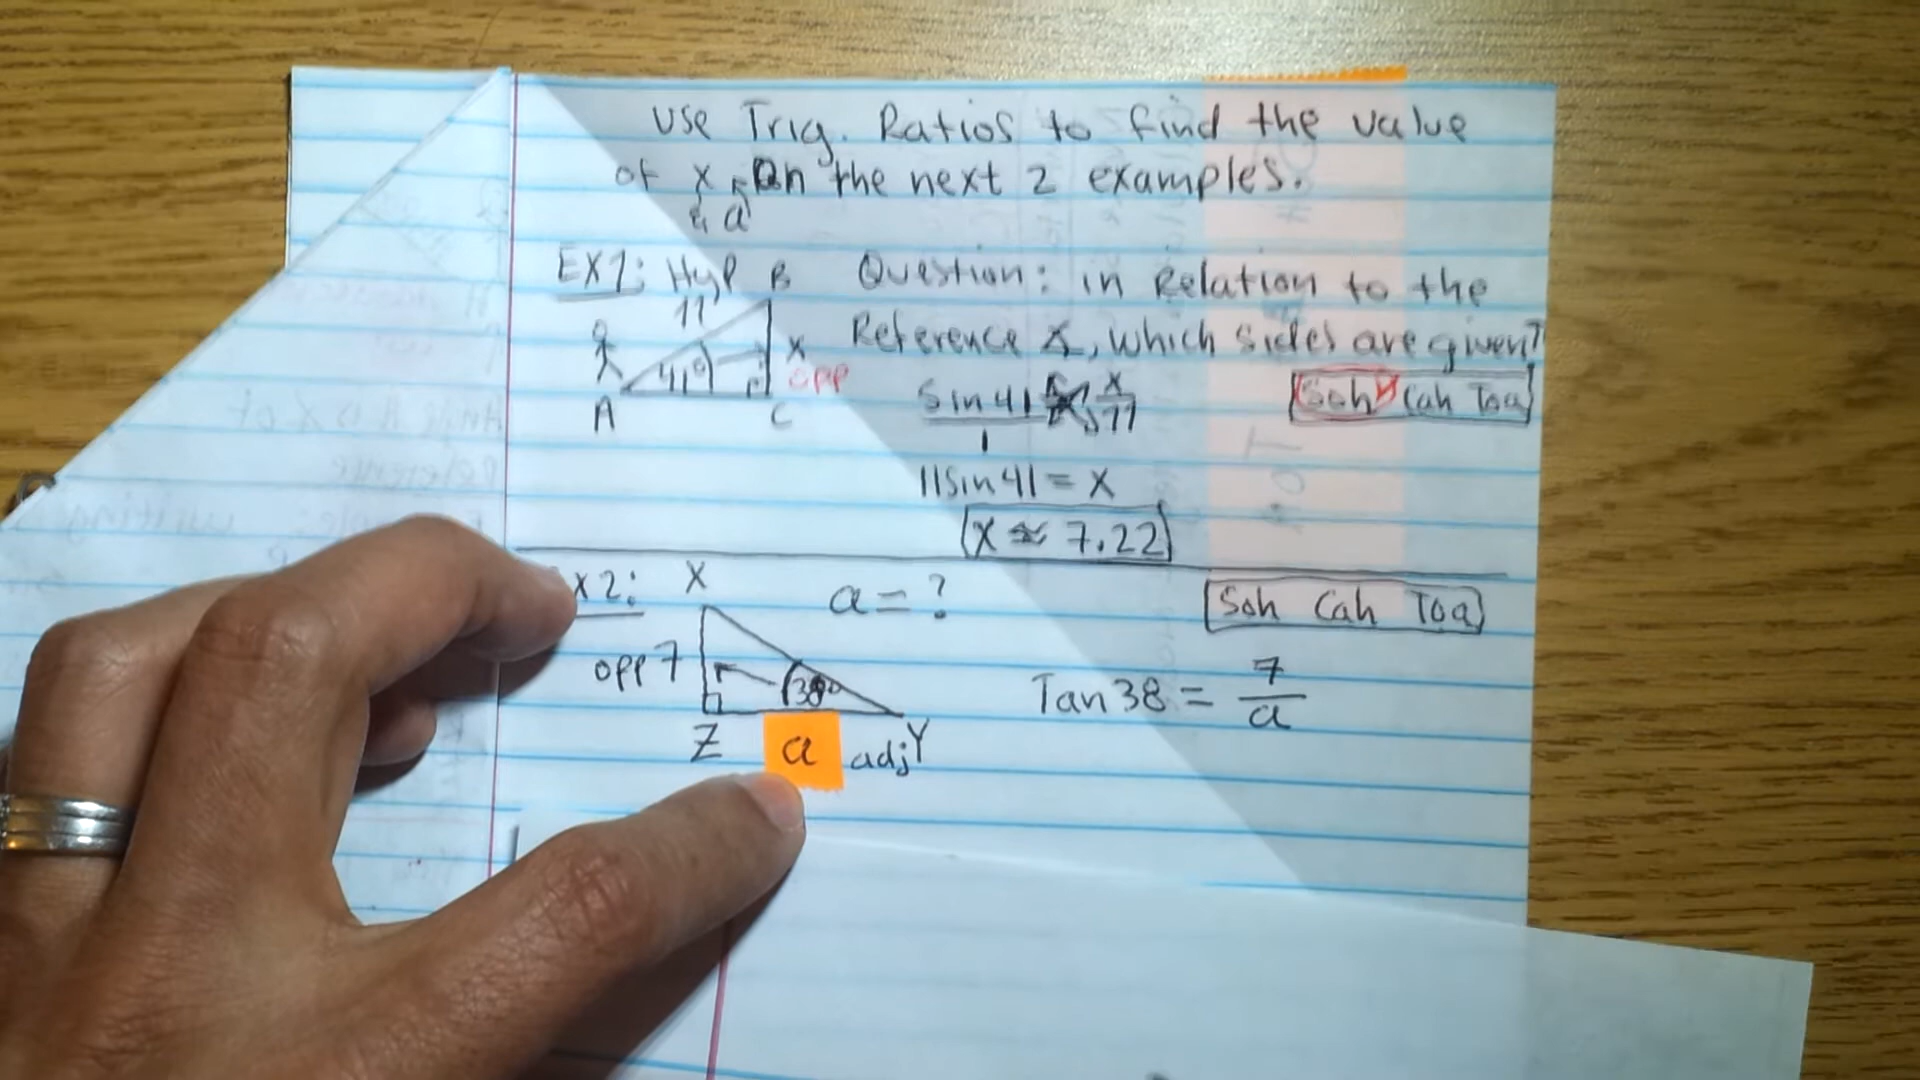 Use Trig. Ratios to find the value
of x on the next 2 examples.
& a
EX1: Hyp B Question: in Relation to the
11 Reference ∡, which sides are given?
x
41° opp
A C
Soh Cah Toa
Sin 41 x
1 11
11sin41 = x
x ≈ 7.22
x2: X a = ? Soh Cah Toa
opp 7 38° Tan 38 = 7/a
Z a adj Y